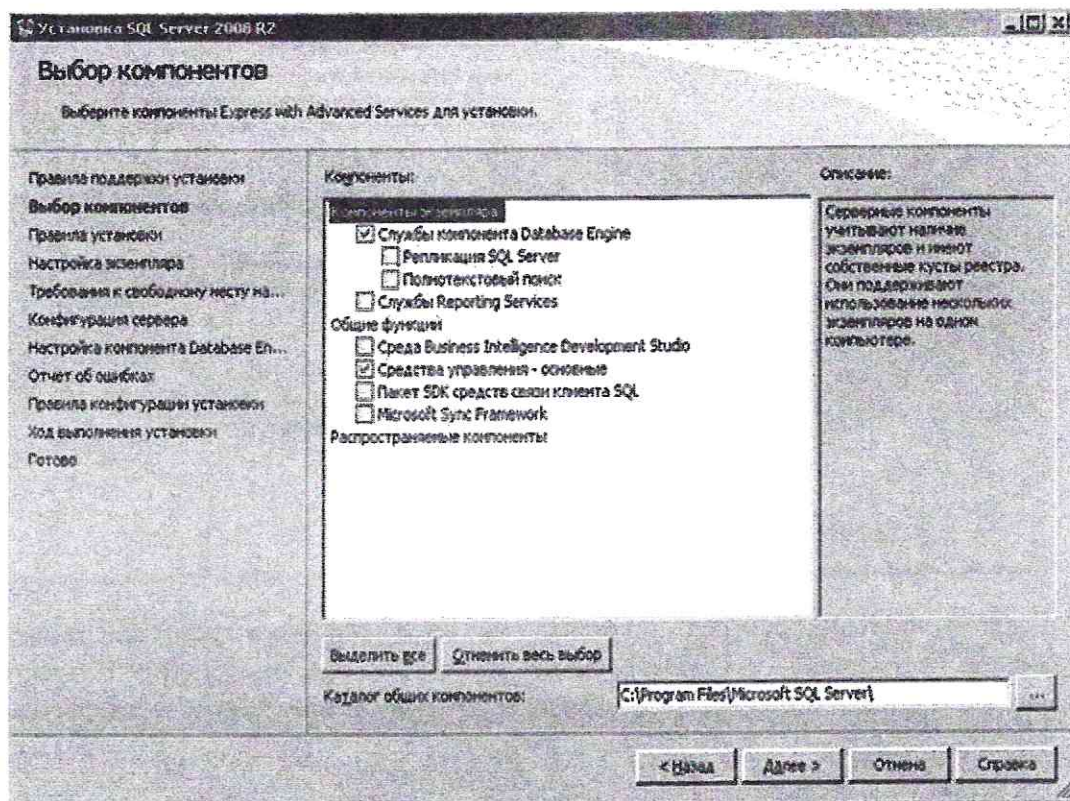 Установка SQL Server 2008 R2
Выбор компонентов
Выберите компоненты Express with Advanced Services для установки.
Правила поддержки установки
Выбор компонентов
Правила установки
Настройка экземпляра
Требования к свободному месту на...
Конфигурация сервера
Настройка компонента Database En...
Отчет об ошибках
Правила конфигурации установки
Ход выполнения установки
Готово
Компоненты:
Компоненты экземпляра
Службы компонента Database Engine
Репликация SQL Server
Полнотекстовый поиск
Службы Reporting Services
Общие функции
Среда Business Intelligence Development Studio
Средства управления - основные
Пакет SDK средств связи клиента SQL
Microsoft Sync Framework
Распространяемые компоненты
Описание:
Серверные компоненты
учитывают наличие
экземпляров и имеют
собственные кусты реестра.
Они поддерживают
использование нескольких
экземпляров на одном
компьютере.
Выделить все
Отменить весь выбор
Каталог общих компонентов:
C:\Program Files\Microsoft SQL Server\
...
< Назад
Далее >
Отмена
Справка